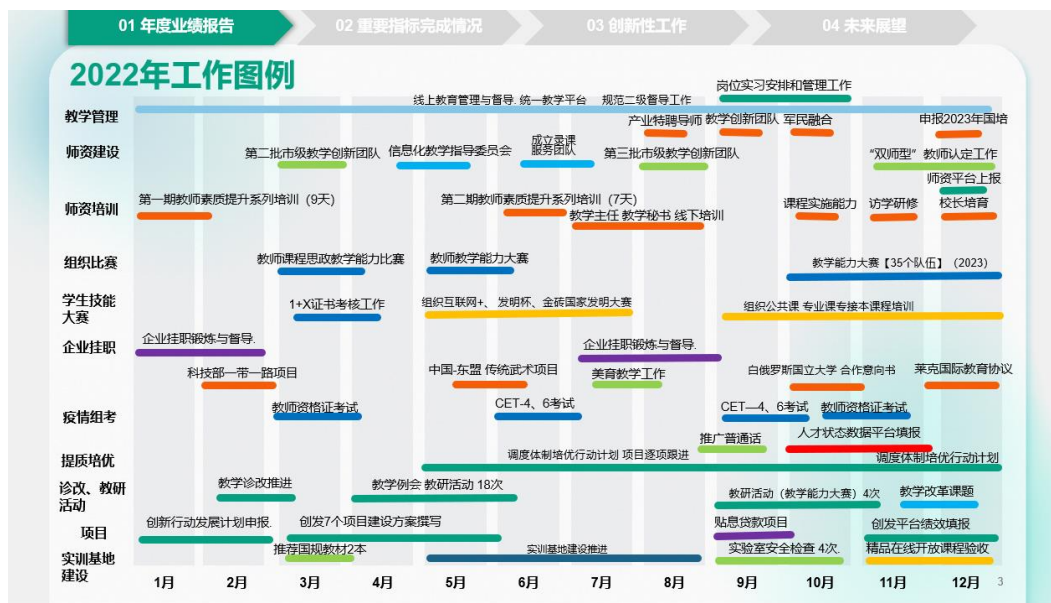 01 年度业绩报告
02 重要指标完成情况
03 创新性工作
04 未来展望
2022年工作图例
岗位实习安排和管理工作
线上教育管理与督导. 统一教学平台 规范二级督导工作
教学管理
产业特聘导师 教学创新团队 军民融合 申报2023年国培
师资建设
第二批市级教学创新团队
信息化教学指导委员会
成立录课
服务团队
第三批市级教学创新团队
“双师型”教师认定工作
师资平台上报
师资培训
第一期教师素质提升系列培训（9天）
第二期教师素质提升系列培训（7天）
教学主任 教学秘书 线下培训
课程实施能力 访学研修 校长培育
组织比赛
教师课程思政教学能力比赛
教师教学能力大赛
教学能力大赛【35个队伍】（2023）
学生技能
大赛
1+X证书考核工作
组织互联网+、 发明杯、金砖国家发明大赛
组织公共课 专业课专接本课程培训
企业挂职
企业挂职锻炼与督导.
企业挂职锻炼与督导.
科技部一带一路项目
中国-东盟 传统武术项目
美育教学工作
白俄罗斯国立大学 合作意向书
莱克国际教育协议
疫情组考
教师资格证考试
CET-4、6考试
CET—4、6考试
教师资格证考试
推广普通话
人才状态数据平台填报
提质培优
调度体制培优行动计划 项目逐项跟进
调度体制培优行动计划
诊改、教研
活动
教学诊改推进
教学例会 教研活动 18次
教研活动（教学能力大赛）4次
教学改革课题
项目
创新行动发展计划申报.
创发7个项目建设方案撰写
贴息贷款项目
创发平台绩效填报
实训基地
建设
推荐国规教材2本
实训基地建设推进
实验室安全检查 4次.
精品在线开放课程验收
1月 2月 3月 4月 5月 6月 7月 8月 9月 10月 11月 12月 3